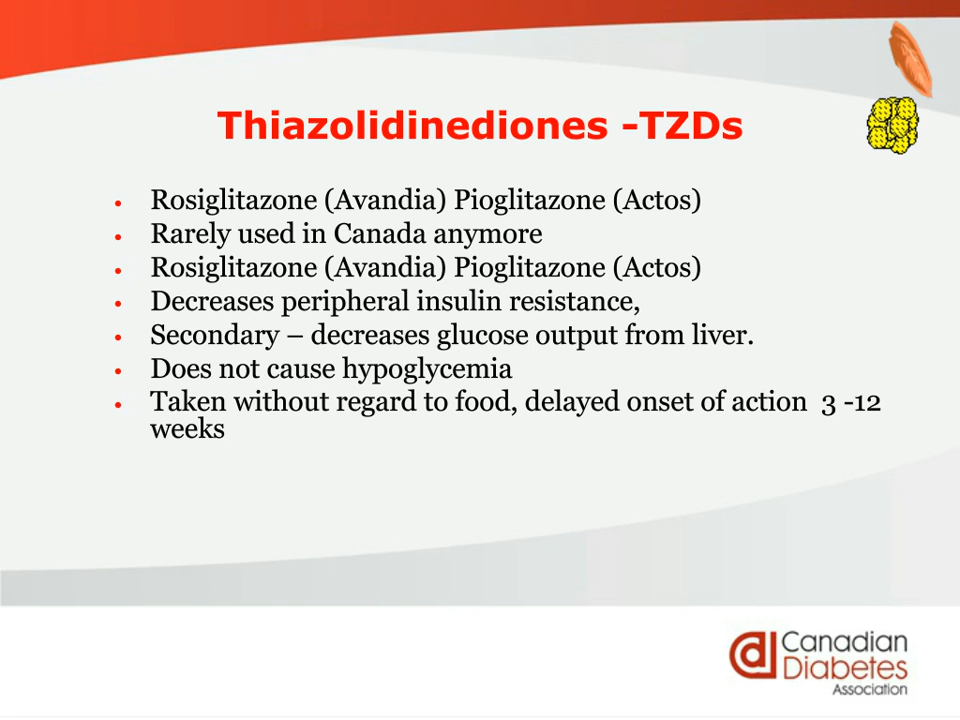 Thiazolidinediones -TZDs
• Rosiglitazone (Avandia) Pioglitazone (Actos)
• Rarely used in Canada anymore
• Rosiglitazone (Avandia) Pioglitazone (Actos)
• Decreases peripheral insulin resistance,
• Secondary – decreases glucose output from liver.
• Does not cause hypoglycemia
• Taken without regard to food, delayed onset of action 3 -12
weeks
Canadian
Diabetes
Association